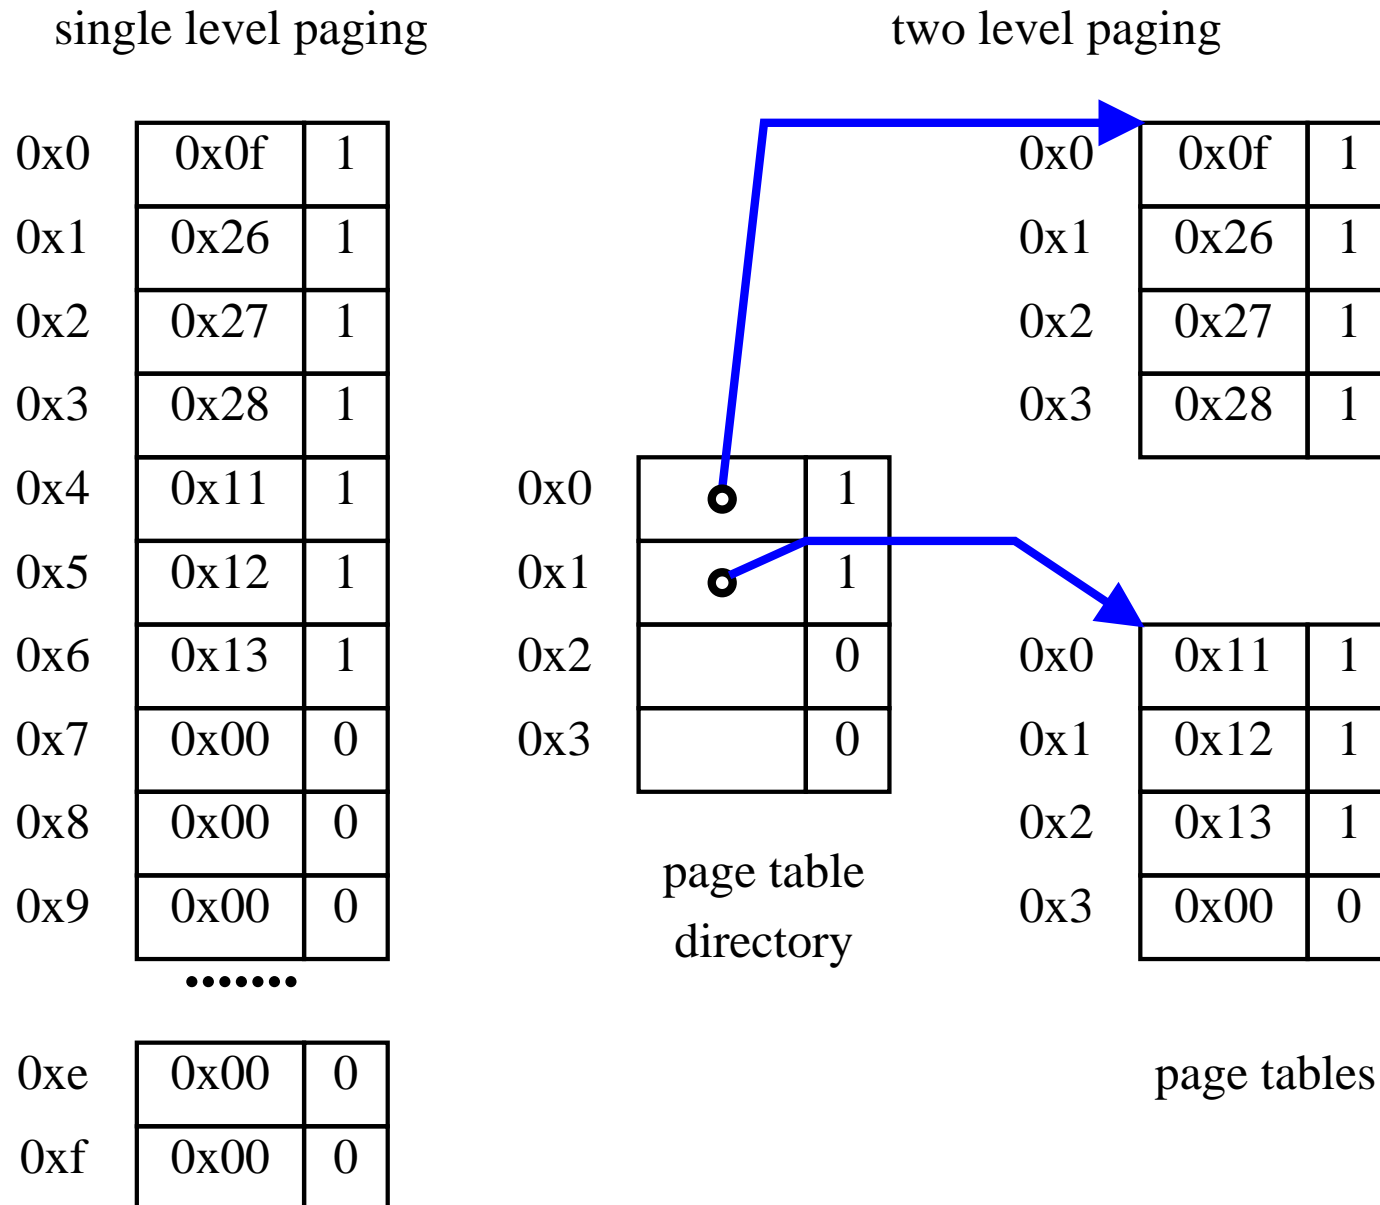 single level paging
0x0 0x0f 1
0x1 0x26 1
0x2 0x27 1
0x3 0x28 1
0x4 0x11 1
0x5 0x12 1
0x6 0x13 1
0x7 0x00 0
0x8 0x00 0
0x9 0x00 0
.......
0xe 0x00 0
0xf 0x00 0
two level paging
0x0 1
0x1 1
0x2 0
0x3 0
page table
directory
0x0 0x0f 1
0x1 0x26 1
0x2 0x27 1
0x3 0x28 1
0x0 0x11 1
0x1 0x12 1
0x2 0x13 1
0x3 0x00 0
page tables